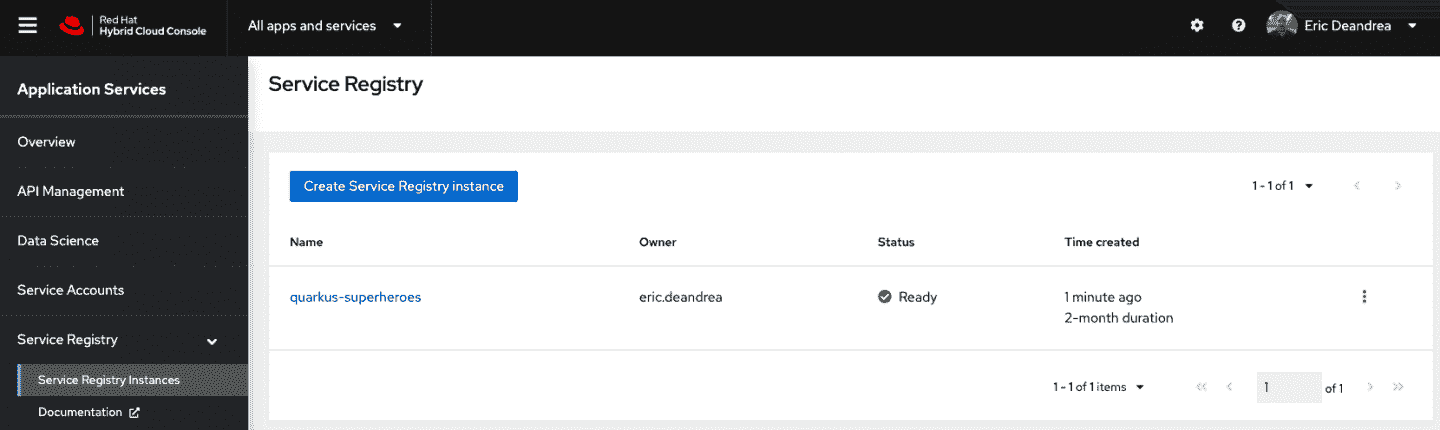 Red Hat
Hybrid Cloud Console
All apps and services
Eric Deandrea
Application Services
Overview
API Management
Data Science
Service Accounts
Service Registry
Service Registry Instances
Documentation
Service Registry
Create Service Registry instance
1 - 1 of 1
Name Owner Status Time created
quarkus-superheroes eric.deandrea Ready 1 minute ago
2-month duration
1 - 1 of 1 items 1 of 1